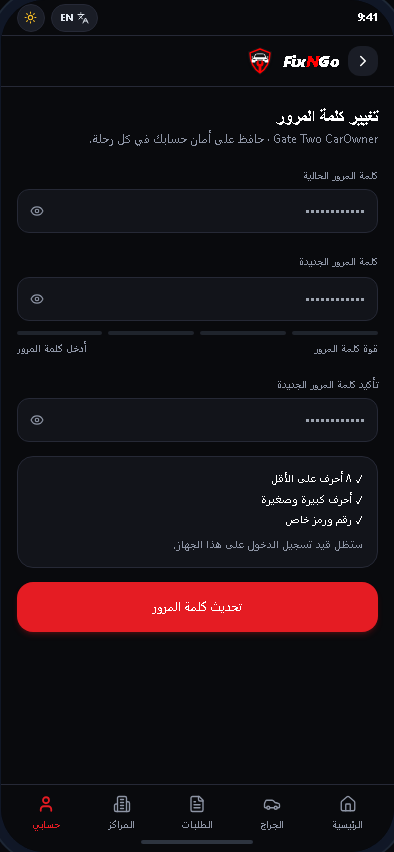 EN
9:41
FixNGo
تغيير كلمة المرور
Gate Two CarOwner · حافظ على أمان حسابك في كل رحلة.
كلمة المرور الحالية
كلمة المرور الجديدة
قوة كلمة المرور
أدخل كلمة المرور
تأكيد كلمة المرور الجديدة
✓ ٨ أحرف على الأقل
✓ أحرف كبيرة وصغيرة
✓ رقم ورمز خاص
ستظل قيد تسجيل الدخول على هذا الجهاز.
تحديث كلمة المرور
الرئيسية
الجراج
الطلبات
المراكز
حسابي